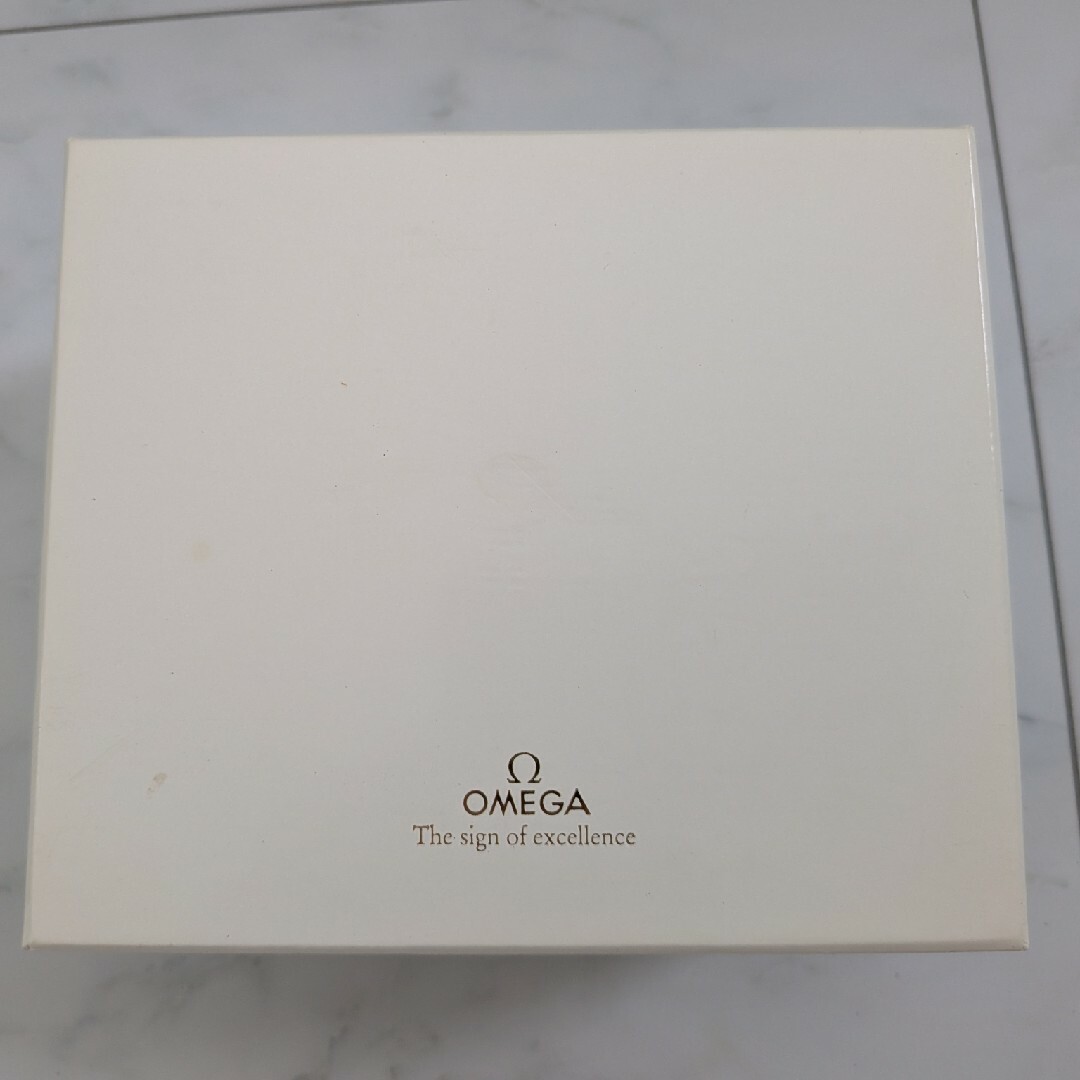 Ω
OMEGA
The sign of excellence